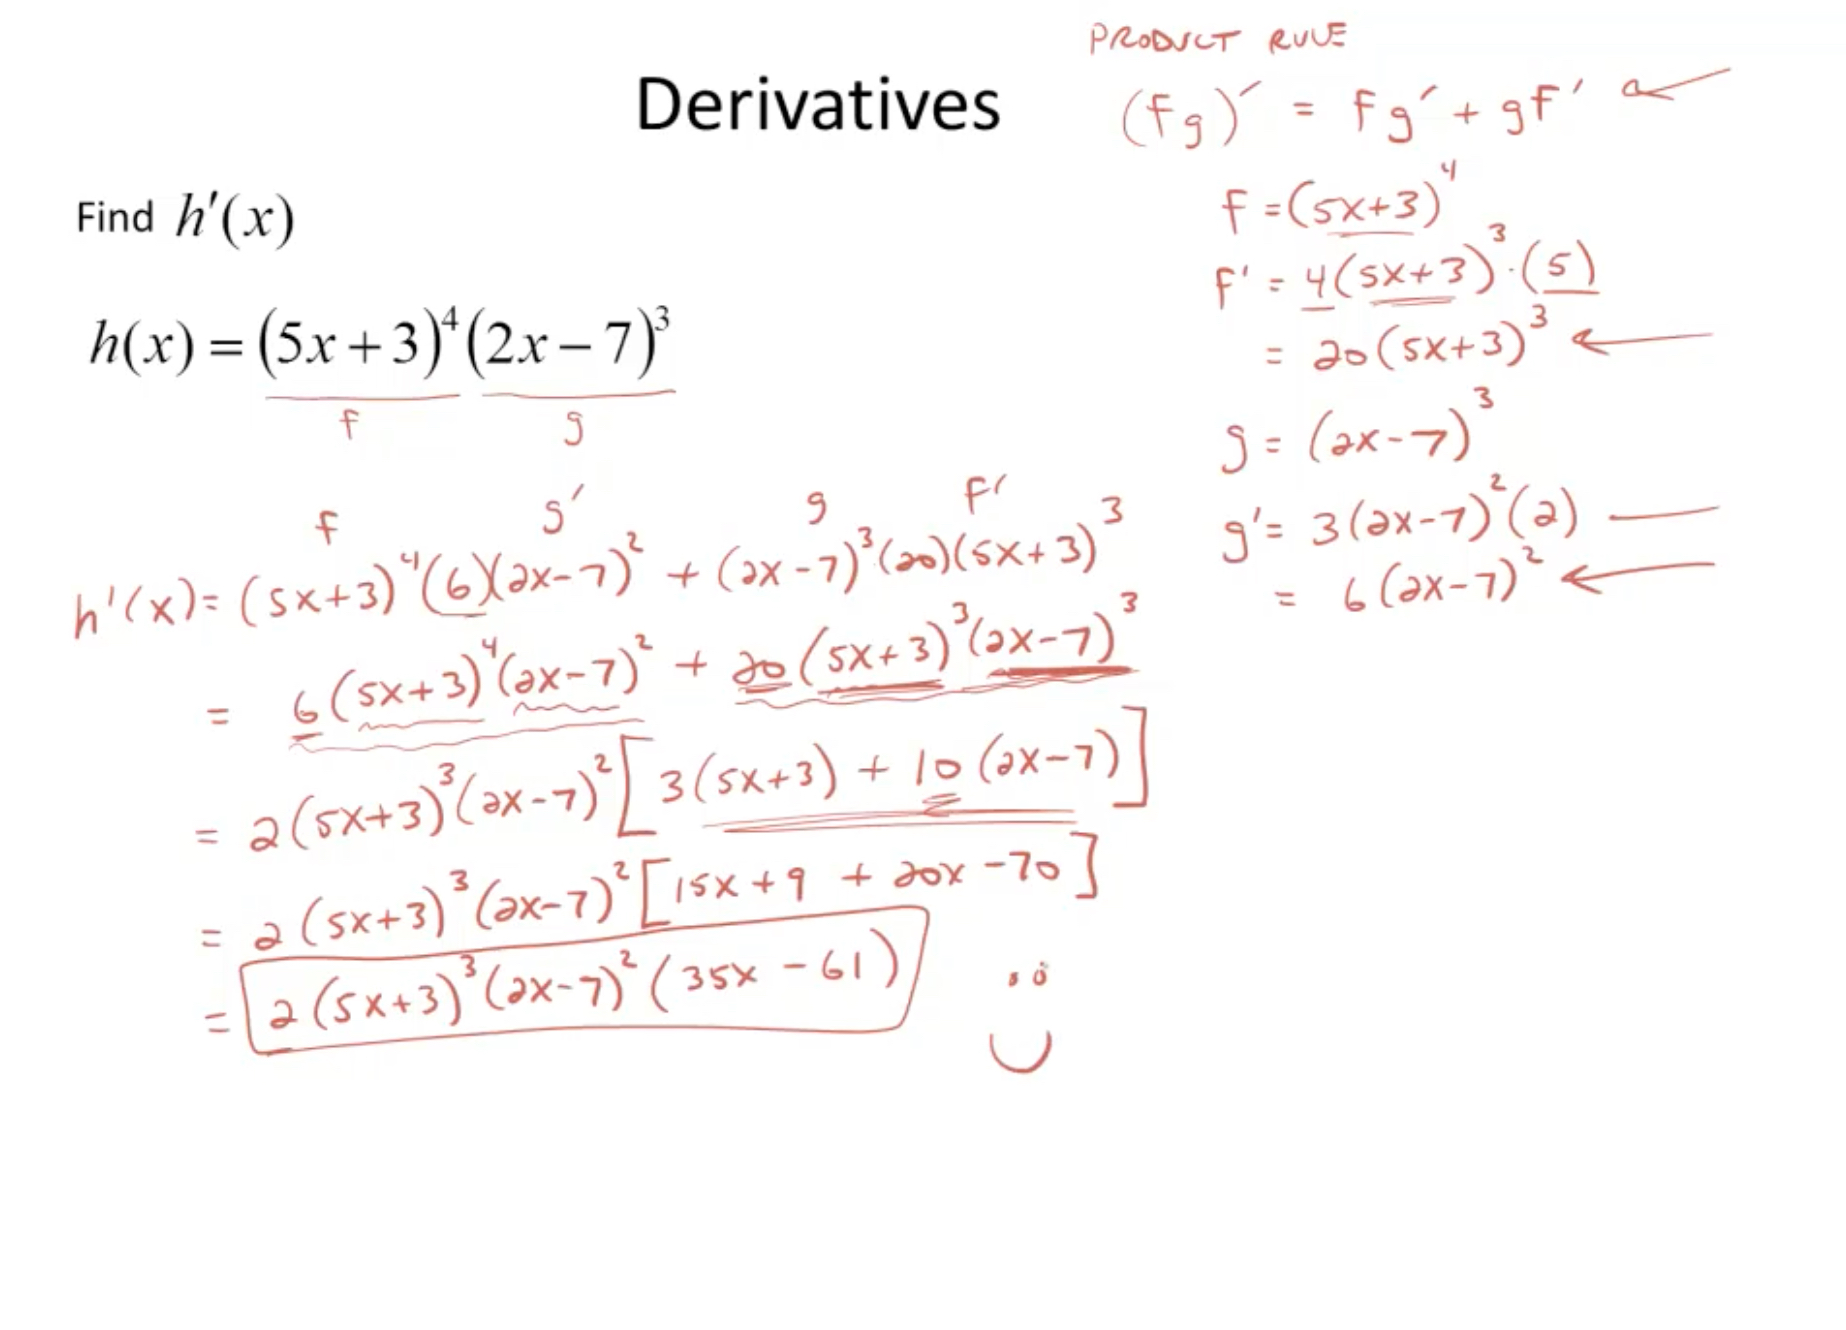 Derivatives
Find h′(x)
h(x) = (5x + 3)⁴(2x − 7)³
f g
PRODUCT RULE
(fg)′ = fg′ + gf′
f = (5x+3)⁴
f′ = 4(5x+3)³·(5)
= 20(5x+3)³
g = (2x−7)³
g′ = 3(2x−7)²(2)
= 6(2x−7)²
f g′ g f′
h′(x) = (5x+3)⁴(6)(2x−7)² + (2x−7)³(20)(5x+3)³
= 6(5x+3)⁴(2x−7)² + 20(5x+3)³(2x−7)³
= 2(5x+3)³(2x−7)²[3(5x+3) + 10(2x−7)]
= 2(5x+3)³(2x−7)²[15x+9 + 20x−70]
= 2(5x+3)³(2x−7)²(35x − 61)